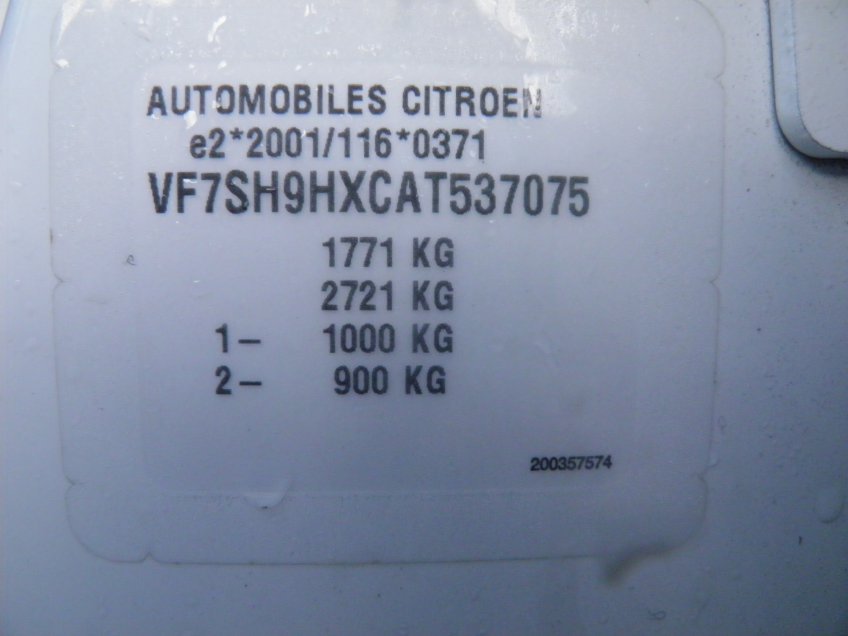 AUTOMOBILES CITROEN
e2*2001/116*0371
VF7SH9HXCAT537075
1771 KG
2721 KG
1- 1000 KG
2- 900 KG
200357574